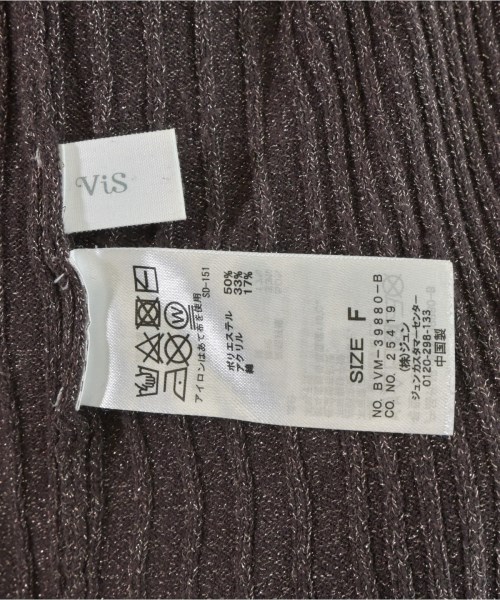 ViS
アイロンはあて布を使用
SD-151
ポリエステル 50%
アクリル 33%
綿 17%
SIZE F
NO. BVM-39880-B
CO. NO. 25419
(株)ジュン
ジュンカスタマーセンター
0120-298-133
中国製